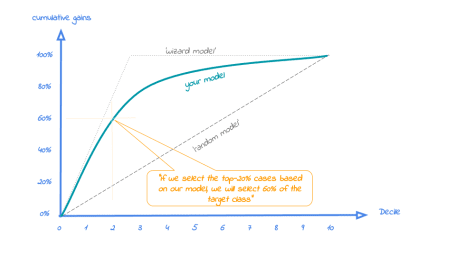 cumulative gains
100%
'wizard model'
80%
your model
60%
'random model'
40%
20%
"If we select the top-20% cases based
on our model, we will select 60% of the
target class"
0%
Decile
0 1 2 3 4 5 6 7 8 9 10